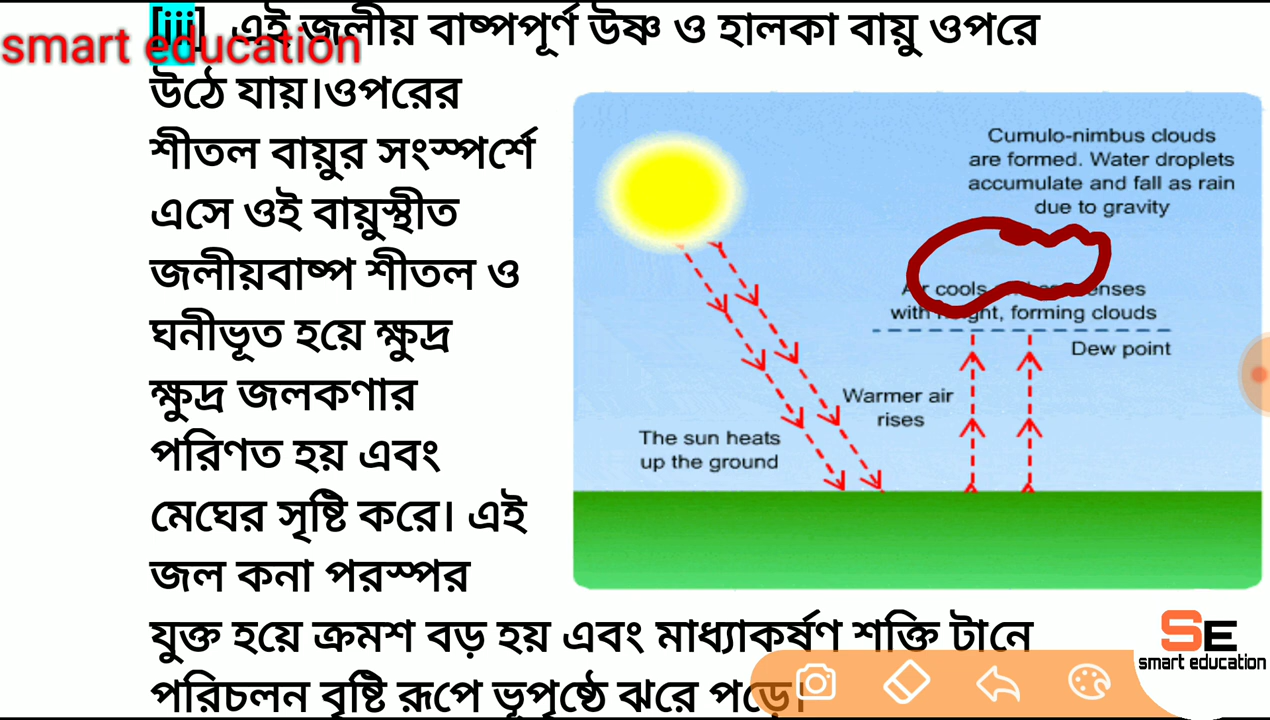 [iii] এই জলীয় বাষ্পপূর্ণ উষ্ণ ও হালকা বায়ু ওপরে
smart education
উঠে যায়।ওপরের
শীতল বায়ুর সংস্পর্শে
এসে ওই বায়ুস্থীত
জলীয়বাষ্প শীতল ও
ঘনীভূত হয়ে ক্ষুদ্র
ক্ষুদ্র জলকণার
পরিণত হয় এবং
মেঘের সৃষ্টি করে। এই
জল কনা পরস্পর
যুক্ত হয়ে ক্রমশ বড় হয় এবং মাধ্যাকর্ষণ শক্তি টানে
পরিচলন বৃষ্টি রূপে ভূপৃষ্ঠে ঝরে পড়ে।
Cumulo-nimbus clouds
are formed. Water droplets
accumulate and fall as rain
due to gravity
Air cools
with height, forming clouds
Dew point
Warmer air
rises
The sun heats
up the ground
SE
smart education